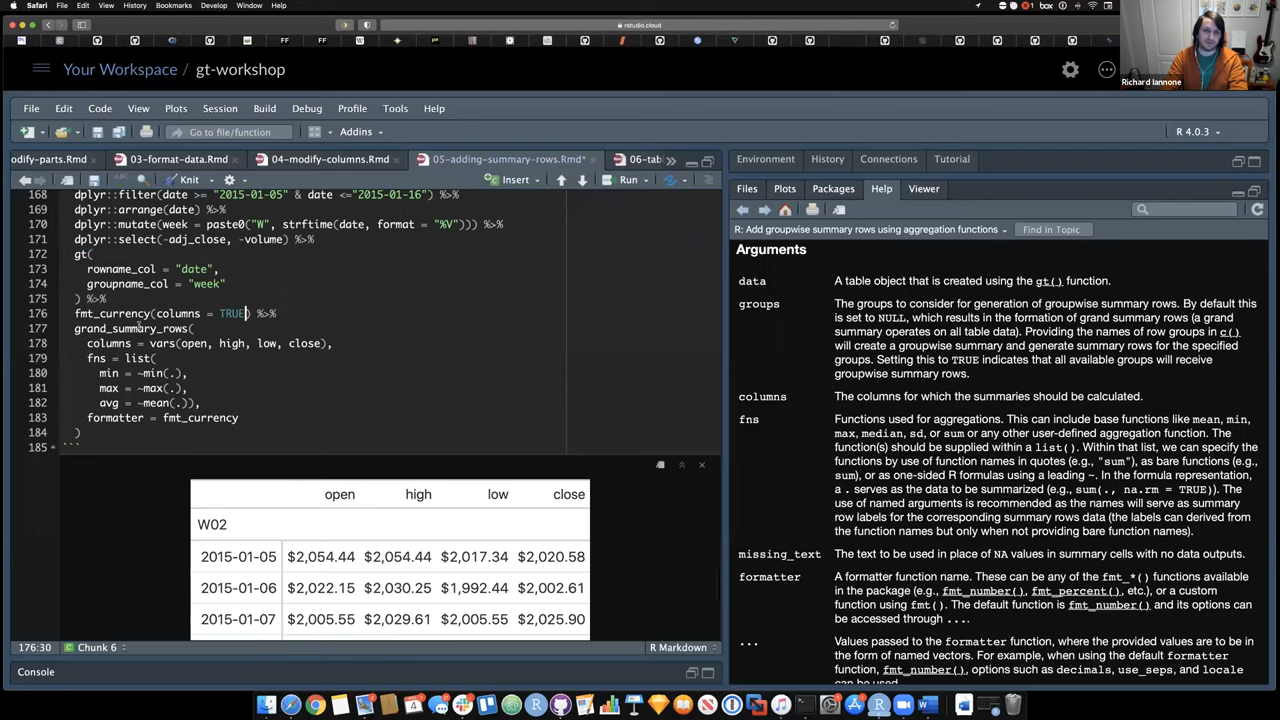 Safari File Edit View History Bookmarks Develop Window Help
rstudio.cloud
FF FF
Your Workspace / gt-workshop
Richard Iannone
File Edit Code View Plots Session Build Debug Profile Tools Help
Go to file/function Addins R 4.0.3
odify-parts.Rmd 03-format-data.Rmd 04-modify-columns.Rmd 05-adding-summary-rows.Rmd* 06-tab
Knit Insert Run
168 dplyr::filter(date >= "2015-01-05" & date <="2015-01-16") %>%
169 dplyr::arrange(date) %>%
170 dplyr::mutate(week = paste0("W", strftime(date, format = "%V"))) %>%
171 dplyr::select(-adj_close, -volume) %>%
172 gt(
173 rowname_col = "date",
174 groupname_col = "week"
175 ) %>%
176 fmt_currency(columns = TRUE) %>%
177 grand_summary_rows(
178 columns = vars(open, high, low, close),
179 fns = list(
180 min = ~min(.),
181 max = ~max(.),
182 avg = ~mean(.)),
183 formatter = fmt_currency
184 )
185 ```
open high low close
W02
2015-01-05 $2,054.44 $2,054.44 $2,017.34 $2,020.58
2015-01-06 $2,022.15 $2,030.25 $1,992.44 $2,002.61
2015-01-07 $2,005.55 $2,029.61 $2,005.55 $2,025.90
176:30 Chunk 6 R Markdown
Console
Environment History Connections Tutorial
Files Plots Packages Help Viewer
R: Add groupwise summary rows using aggregation functions Find in Topic
Arguments
data A table object that is created using the gt() function.
groups The groups to consider for generation of groupwise summary rows. By default this
is set to NULL, which results in the formation of grand summary rows (a grand
summary operates on all table data). Providing the names of row groups in c()
will create a groupwise summary and generate summary rows for the specified
groups. Setting this to TRUE indicates that all available groups will receive
groupwise summary rows.
columns The columns for which the summaries should be calculated.
fns Functions used for aggregations. This can include base functions like mean, min,
max, median, sd, or sum or any other user-defined aggregation function. The
function(s) should be supplied within a list(). Within that list, we can specify the
functions by use of function names in quotes (e.g., "sum"), as bare functions (e.g.,
sum), or as one-sided R formulas using a leading ~. In the formula representation,
a . serves as the data to be summarized (e.g., sum(., na.rm = TRUE)). The
use of named arguments is recommended as the names will serve as summary
row labels for the corresponding summary rows data (the labels can derived from
the function names but only when not providing bare function names).
missing_text The text to be used in place of NA values in summary cells with no data outputs.
formatter A formatter function name. These can be any of the fmt_*() functions available
in the package (e.g., fmt_number(), fmt_percent(), etc.), or a custom
function using fmt(). The default function is fmt_number() and its options can
be accessed through ....
... Values passed to the formatter function, where the provided values are to be in
the form of named vectors. For example, when using the default formatter
function, fmt_number(), options such as decimals, use_seps, and locale
can be used.